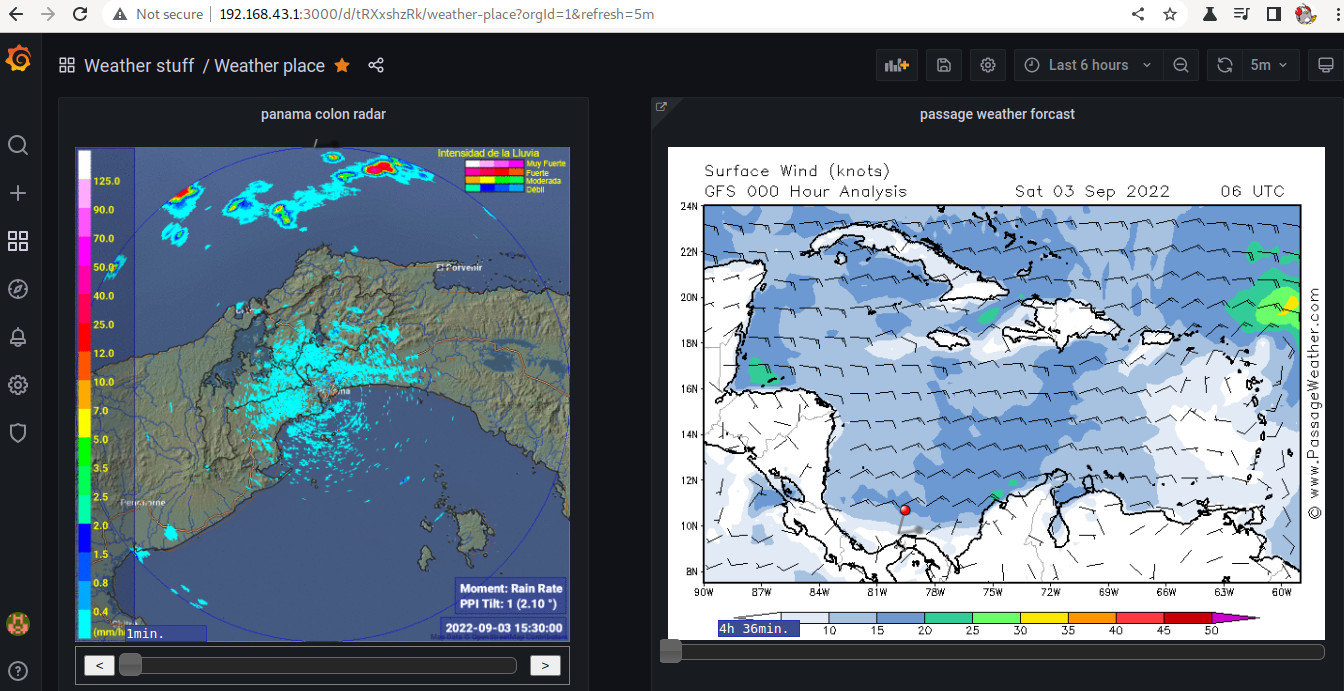 Not secure
192.168.43.1:3000/d/tRXxshzRk/weather-place?orgId=1&refresh=5m
Weather stuff / Weather place
Last 6 hours
5m
panama colon radar
Intensidad de la Lluvia
Muy Fuerte
Fuerte
Moderada
Débil
125.0
90.0
70.0
50.0
40.0
25.0
12.0
10.0
7.0
5.0
3.5
2.5
2.0
1.5
0.8
0.4
El Porvenir
Moment: Rain Rate
PPI Tilt: 1 (2.10 °)
2022-09-03 15:30:00
1min.
<
>
passage weather forcast
Surface Wind (knots)
GFS 000 Hour Analysis Sat 03 Sep 2022 06 UTC
24N
22N
20N
18N
16N
14N
12N
10N
8N
90W 87W 84W 81W 78W 75W 72W 69W 66W 63W 60W
© www.PassageWeather.com
4h 36min.
10 15 20 25 30 35 40 45 50